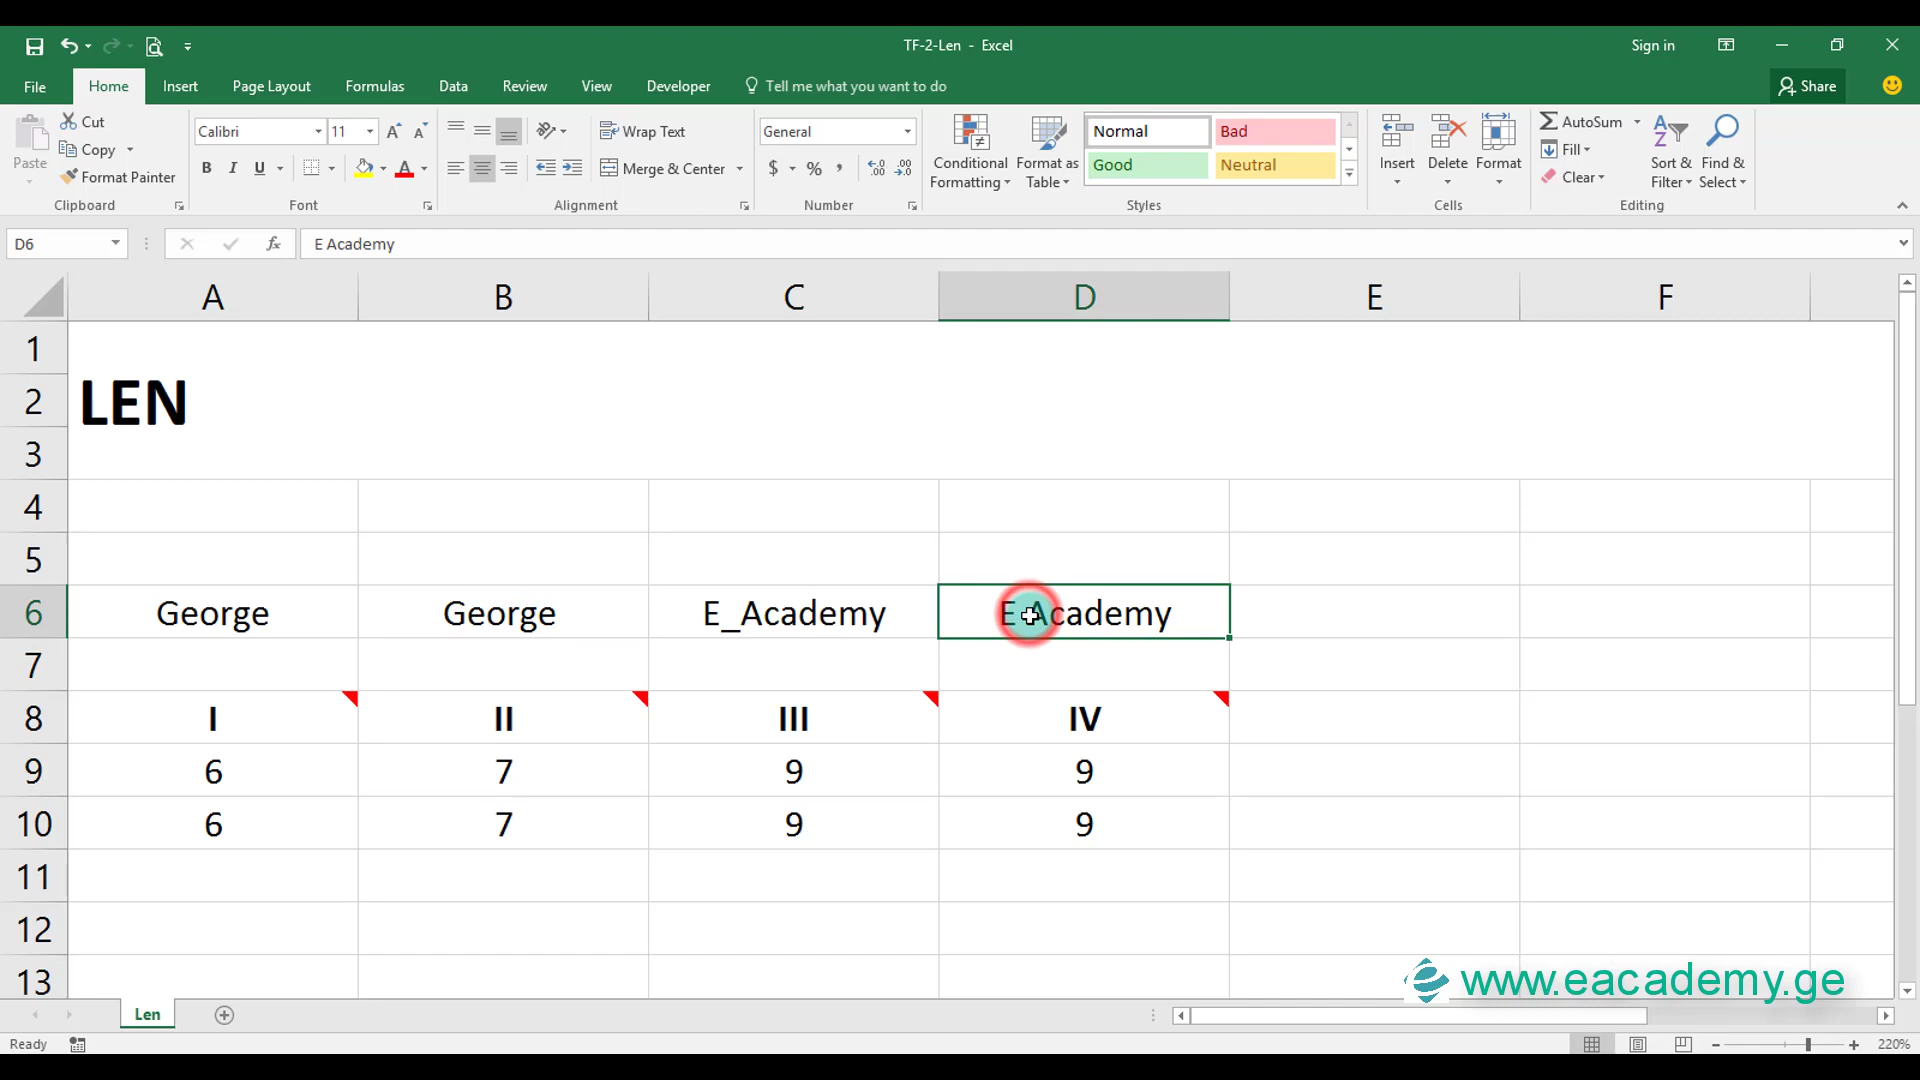 TF-2-Len - Excel
Sign in
File Home Insert Page Layout Formulas Data Review View Developer Tell me what you want to do Share
Paste
Cut
Copy
Format Painter
Clipboard
Calibri 11
B I U
Font
Wrap Text
Merge & Center
Alignment
General
$ % ,
Number
Conditional Formatting
Format as Table
Normal Bad
Good Neutral
Styles
Insert Delete Format
Cells
AutoSum
Fill
Clear
Sort & Filter
Find & Select
Editing
D6 fx E Academy
A B C D E F
1
2 LEN
3
4
5
6 George George E_Academy E Academy
7
8 I II III IV
9 6 7 9 9
10 6 7 9 9
11
12
13
www.eacademy.ge
Len
Ready
220%